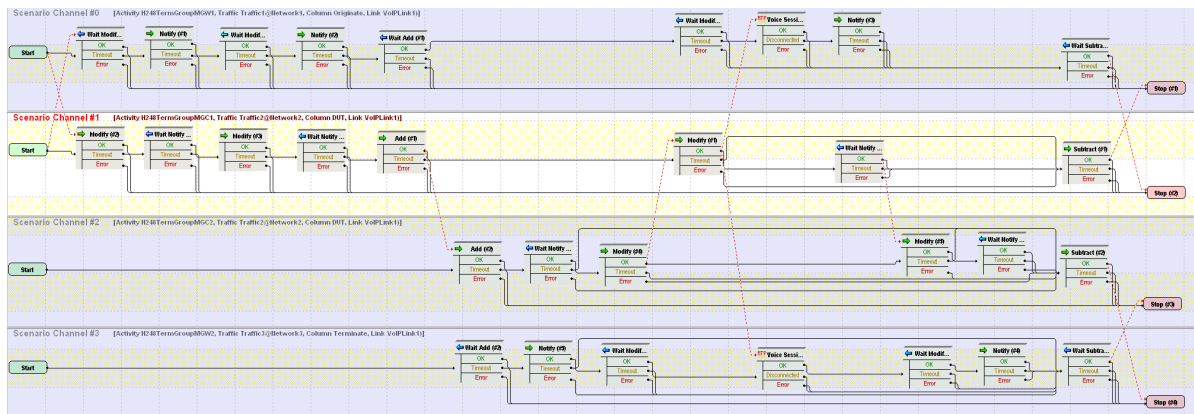 Scenario Channel #0 [Activity H248TermGroupMGW1, Traffic Traffic1@Network1, Column Originate, Link VoIPLink1)]
Start
Wait Modif...
OK
Timeout
Error
Notify (#1)
OK
Timeout
Error
Wait Modif...
OK
Timeout
Error
Notify (#2)
OK
Timeout
Error
Wait Add (#1)
OK
Timeout
Error
Wait Modif...
OK
Timeout
Error
RTP Voice Sessi...
OK
Disconnected
Error
Notify (#3)
OK
Timeout
Error
Wait Subtra...
OK
Timeout
Error
Stop (#1)
Scenario Channel #1 [Activity H248TermGroupMGC1, Traffic Traffic2@Network2, Column DUT, Link VoIPLink1)]
Start
Modify (#2)
OK
Timeout
Error
Wait Notify ...
OK
Timeout
Error
Modify (#3)
OK
Timeout
Error
Wait Notify ...
OK
Timeout
Error
Add (#1)
OK
Timeout
Error
Modify (#1)
OK
Timeout
Error
Wait Notify ...
OK
Timeout
Error
Subtract (#1)
OK
Timeout
Error
Stop (#2)
Scenario Channel #2 [Activity H248TermGroupMGC2, Traffic Traffic2@Network2, Column DUT, Link VoIPLink1)]
Start
Add (#2)
OK
Timeout
Error
Wait Notify ...
OK
Timeout
Error
Modify (#4)
OK
Timeout
Error
Modify (#5)
OK
Timeout
Error
Wait Notify ...
OK
Timeout
Error
Subtract (#2)
OK
Timeout
Error
Stop (#3)
Scenario Channel #3 [Activity H248TermGroupMGW2, Traffic Traffic3@Network3, Column Terminate, Link VoIPLink1)]
Start
Wait Add (#2)
OK
Timeout
Error
Notify (#5)
OK
Timeout
Error
Wait Modif...
OK
Timeout
Error
RTP Voice Sessi...
OK
Disconnected
Error
Wait Modif...
OK
Timeout
Error
Notify (#4)
OK
Timeout
Error
Wait Subtra...
OK
Timeout
Error
Stop (#4)